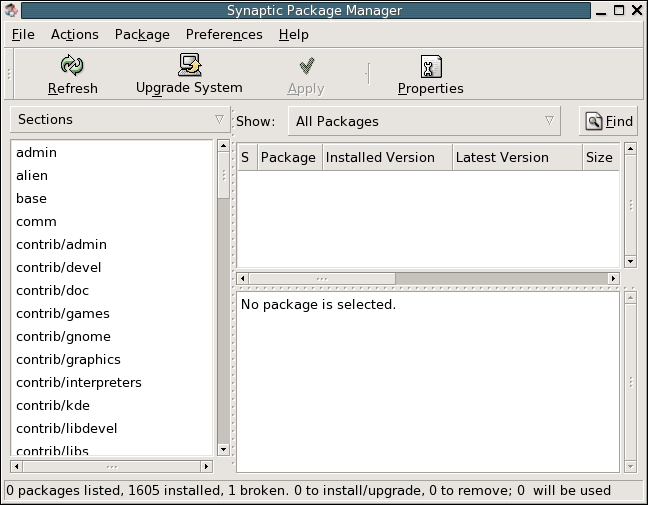 Synaptic Package Manager
File Actions Package Preferences Help
Refresh Upgrade System Apply Properties
Sections
Show: All Packages Find
S Package Installed Version Latest Version Size
admin
alien
base
comm
contrib/admin
contrib/devel
contrib/doc
contrib/games
contrib/gnome
contrib/graphics
contrib/interpreters
contrib/kde
contrib/libdevel
contrib/libs
No package is selected.
0 packages listed, 1605 installed, 1 broken. 0 to install/upgrade, 0 to remove; 0 will be used